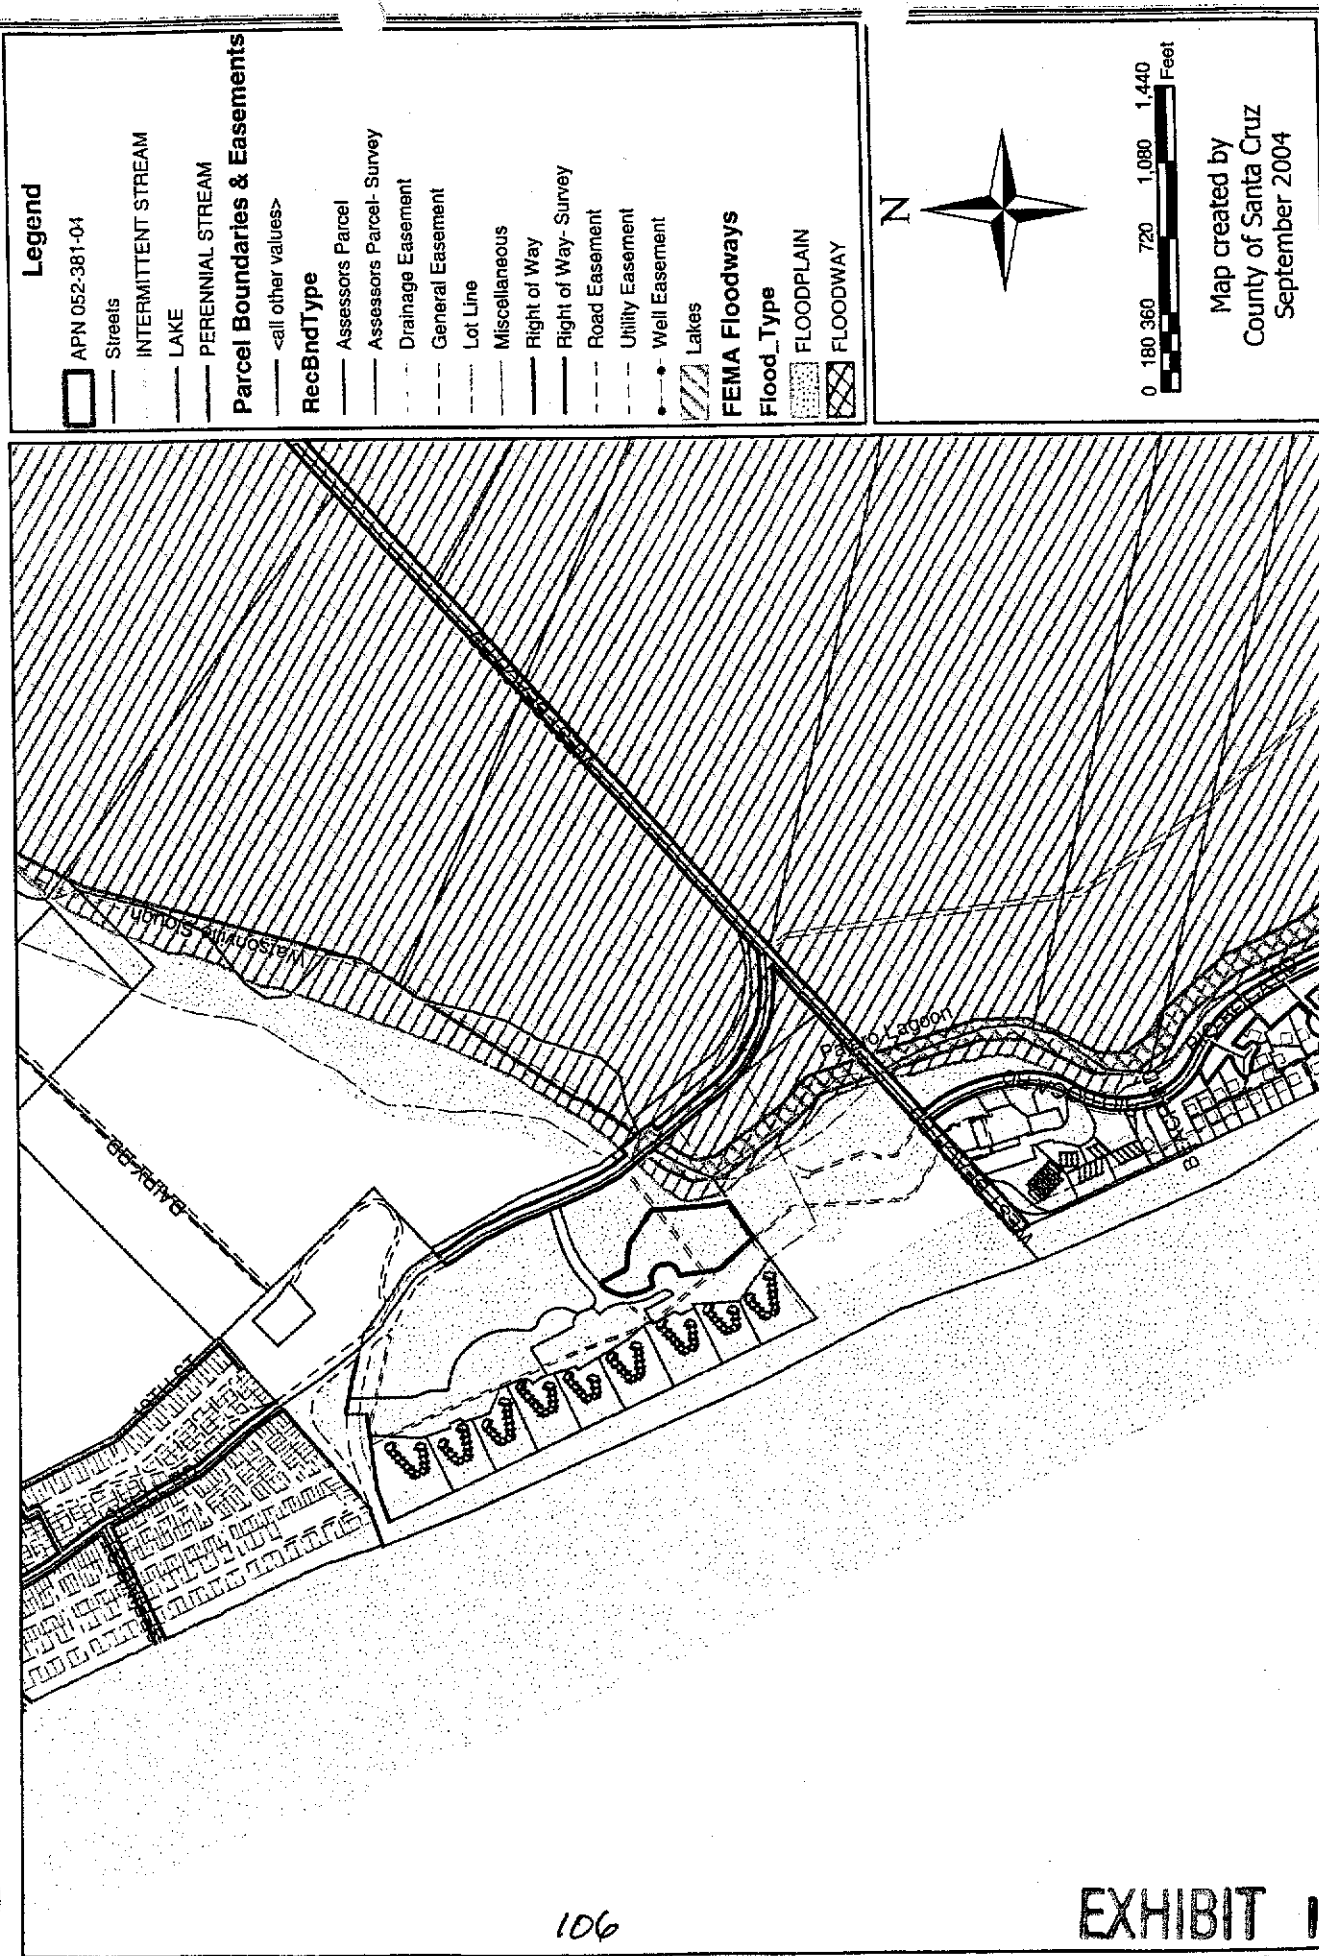 Legend
APN 052-381-04
Streets
INTERMITTENT STREAM
LAKE
PERENNIAL STREAM
Parcel Boundaries & Easements
<all other values>
RecBndType
Assessors Parcel
Assessors Parcel- Survey
Drainage Easement
General Easement
Lot Line
Miscellaneous
Right of Way
Right of Way- Survey
Road Easement
Utility Easement
Well Easement
Lakes
FEMA Floodways
Flood_Type
FLOODPLAIN
FLOODWAY
N
0 180 360 720 1,080 1,440
Feet
Map created by
County of Santa Cruz
September 2004
Watsonville Slough
DAIRY RD
Pajaro Lagoon
106
EXHIBIT